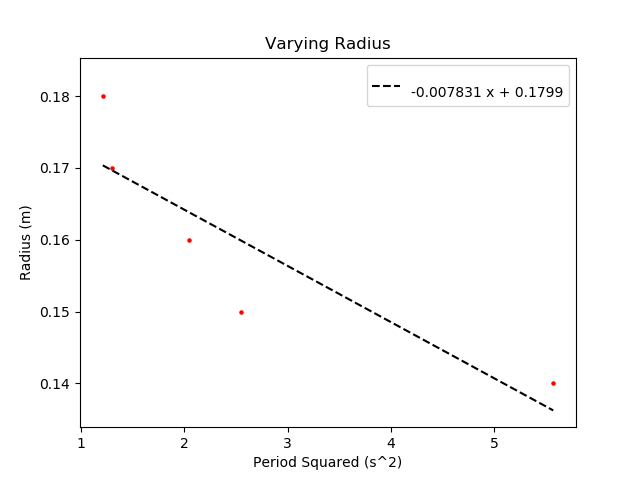 Varying Radius
-0.007831 x + 0.1799
0.18
0.17
0.16
0.15
0.14
Radius (m)
1
2
3
4
5
Period Squared (s^2)